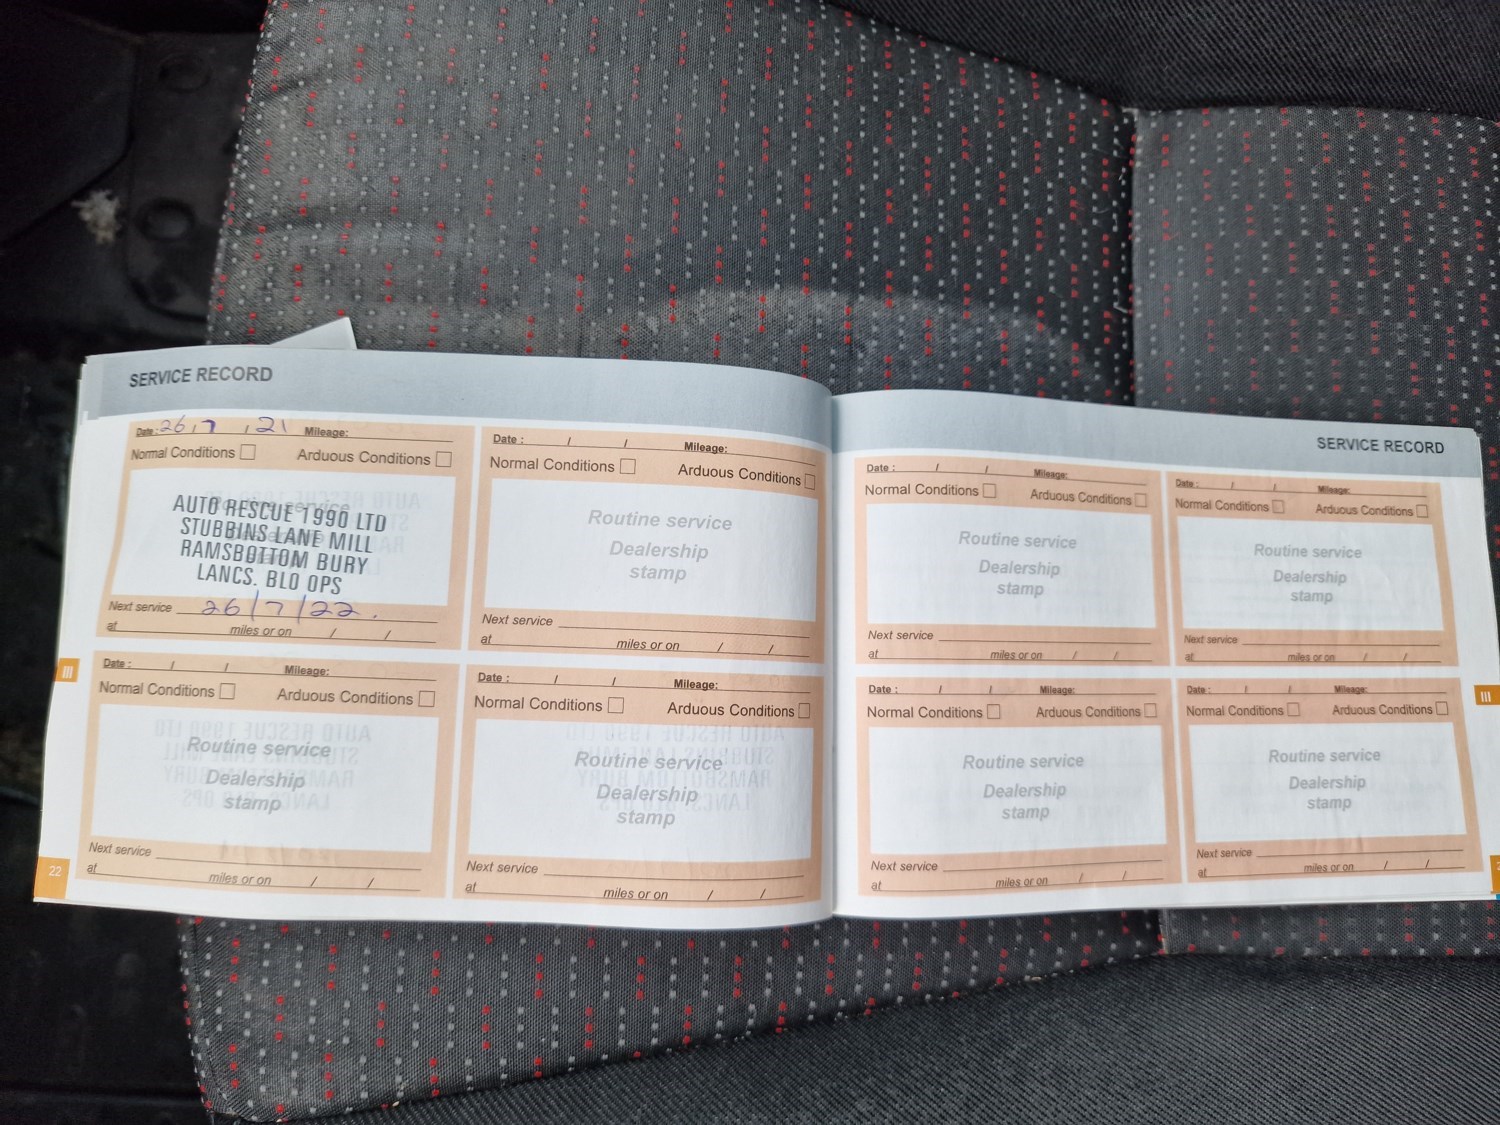 SERVICE RECORD
Date : 26 / 7 / 21 Mileage:
Normal Conditions Arduous Conditions
AUTO RESCUE 1990 LTD
STUBBINS LANE MILL
RAMSBOTTOM BURY
LANCS. BL0 0PS
Next service 26/7/22.
at miles or on / /
Date : / / Mileage:
Normal Conditions Arduous Conditions
Routine service
Dealership
stamp
Next service
at miles or on / /
Date : / / Mileage:
Normal Conditions Arduous Conditions
Routine service
Dealership
stamp
Next service
at miles or on / /
Date : / / Mileage:
Normal Conditions Arduous Conditions
Routine service
Dealership
stamp
Next service
at miles or on / /
III
22
SERVICE RECORD
Date : / / Mileage:
Normal Conditions Arduous Conditions
Routine service
Dealership
stamp
Next service
at miles or on / /
Date : / / Mileage:
Normal Conditions Arduous Conditions
Routine service
Dealership
stamp
Next service
at miles or on / /
Date : / / Mileage:
Normal Conditions Arduous Conditions
Routine service
Dealership
stamp
Next service
at miles or on / /
Date : / / Mileage:
Normal Conditions Arduous Conditions
Routine service
Dealership
stamp
Next service
at miles or on / /
III